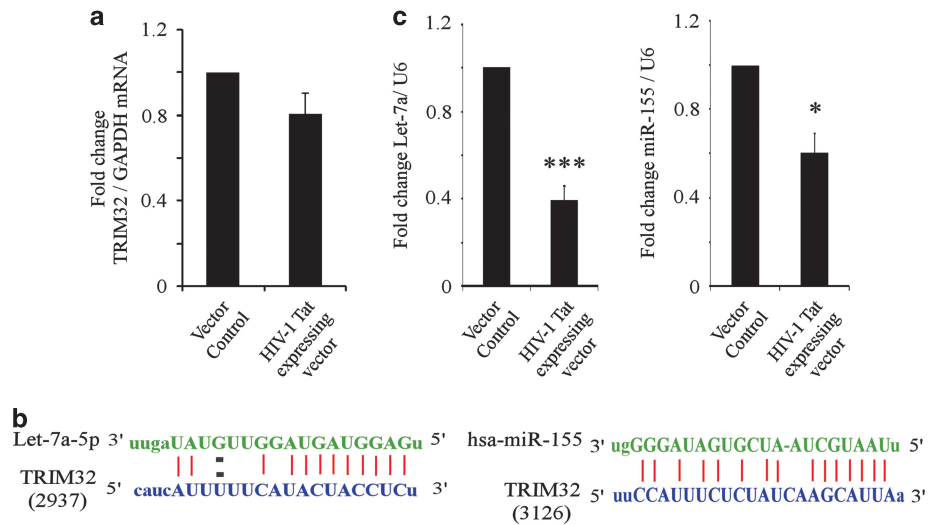 a
Fold change
TRIM32 / GAPDH mRNA
1.2
0.8
0.4
0
Vector
Control
HIV-1 Tat
expressing
vector
c
Fold change Let-7a/ U6
1.2
0.8
0.4
0
***
Vector
Control
HIV-1 Tat
expressing
vector
Fold change miR-155 / U6
1.2
0.8
0.4
0
*
Vector
Control
HIV-1 Tat
expressing
vector
b
Let-7a-5p 3' uugaUAUGUUGGAUGAUGGAGu 5'
TRIM32
(2937)
5' caucAUUUUUCAUACUACCUCu 3'
hsa-miR-155 3' ugGGGAUAGUGCUA-AUCGUAAUu 5'
TRIM32
(3126)
5' uuCCAUUUCUCUAUCAAGCAUUAa 3'